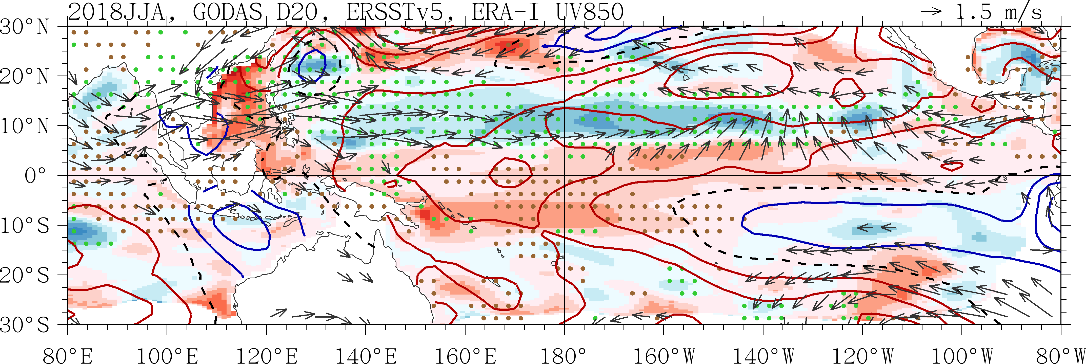 2018JJA, GODAS D20, ERSSTv5, ERA-I UV850 → 1.5 m/s
30°N
20°N
10°N
0°
10°S
20°S
30°S
80°E 100°E 120°E 140°E 160°E 180° 160°W 140°W 120°W 100°W 80°W